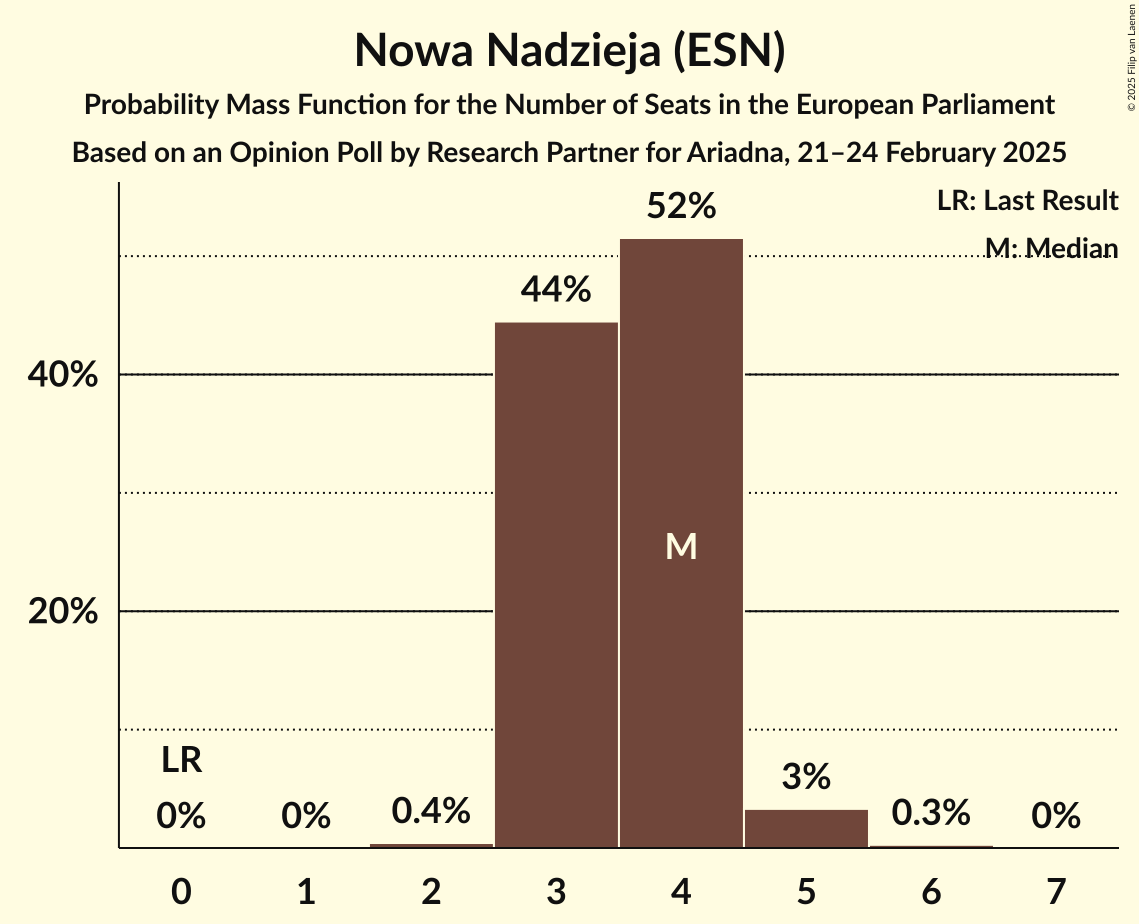 Nowa Nadzieja (ESN)
Probability Mass Function for the Number of Seats in the European Parliament
Based on an Opinion Poll by Research Partner for Ariadna, 21–24 February 2025
© 2025 Filip van Laenen
LR: Last Result
M: Median
52%
44%
40%
M
20%
LR
0%
0%
0.4%
3%
0.3%
0%
0 1 2 3 4 5 6 7